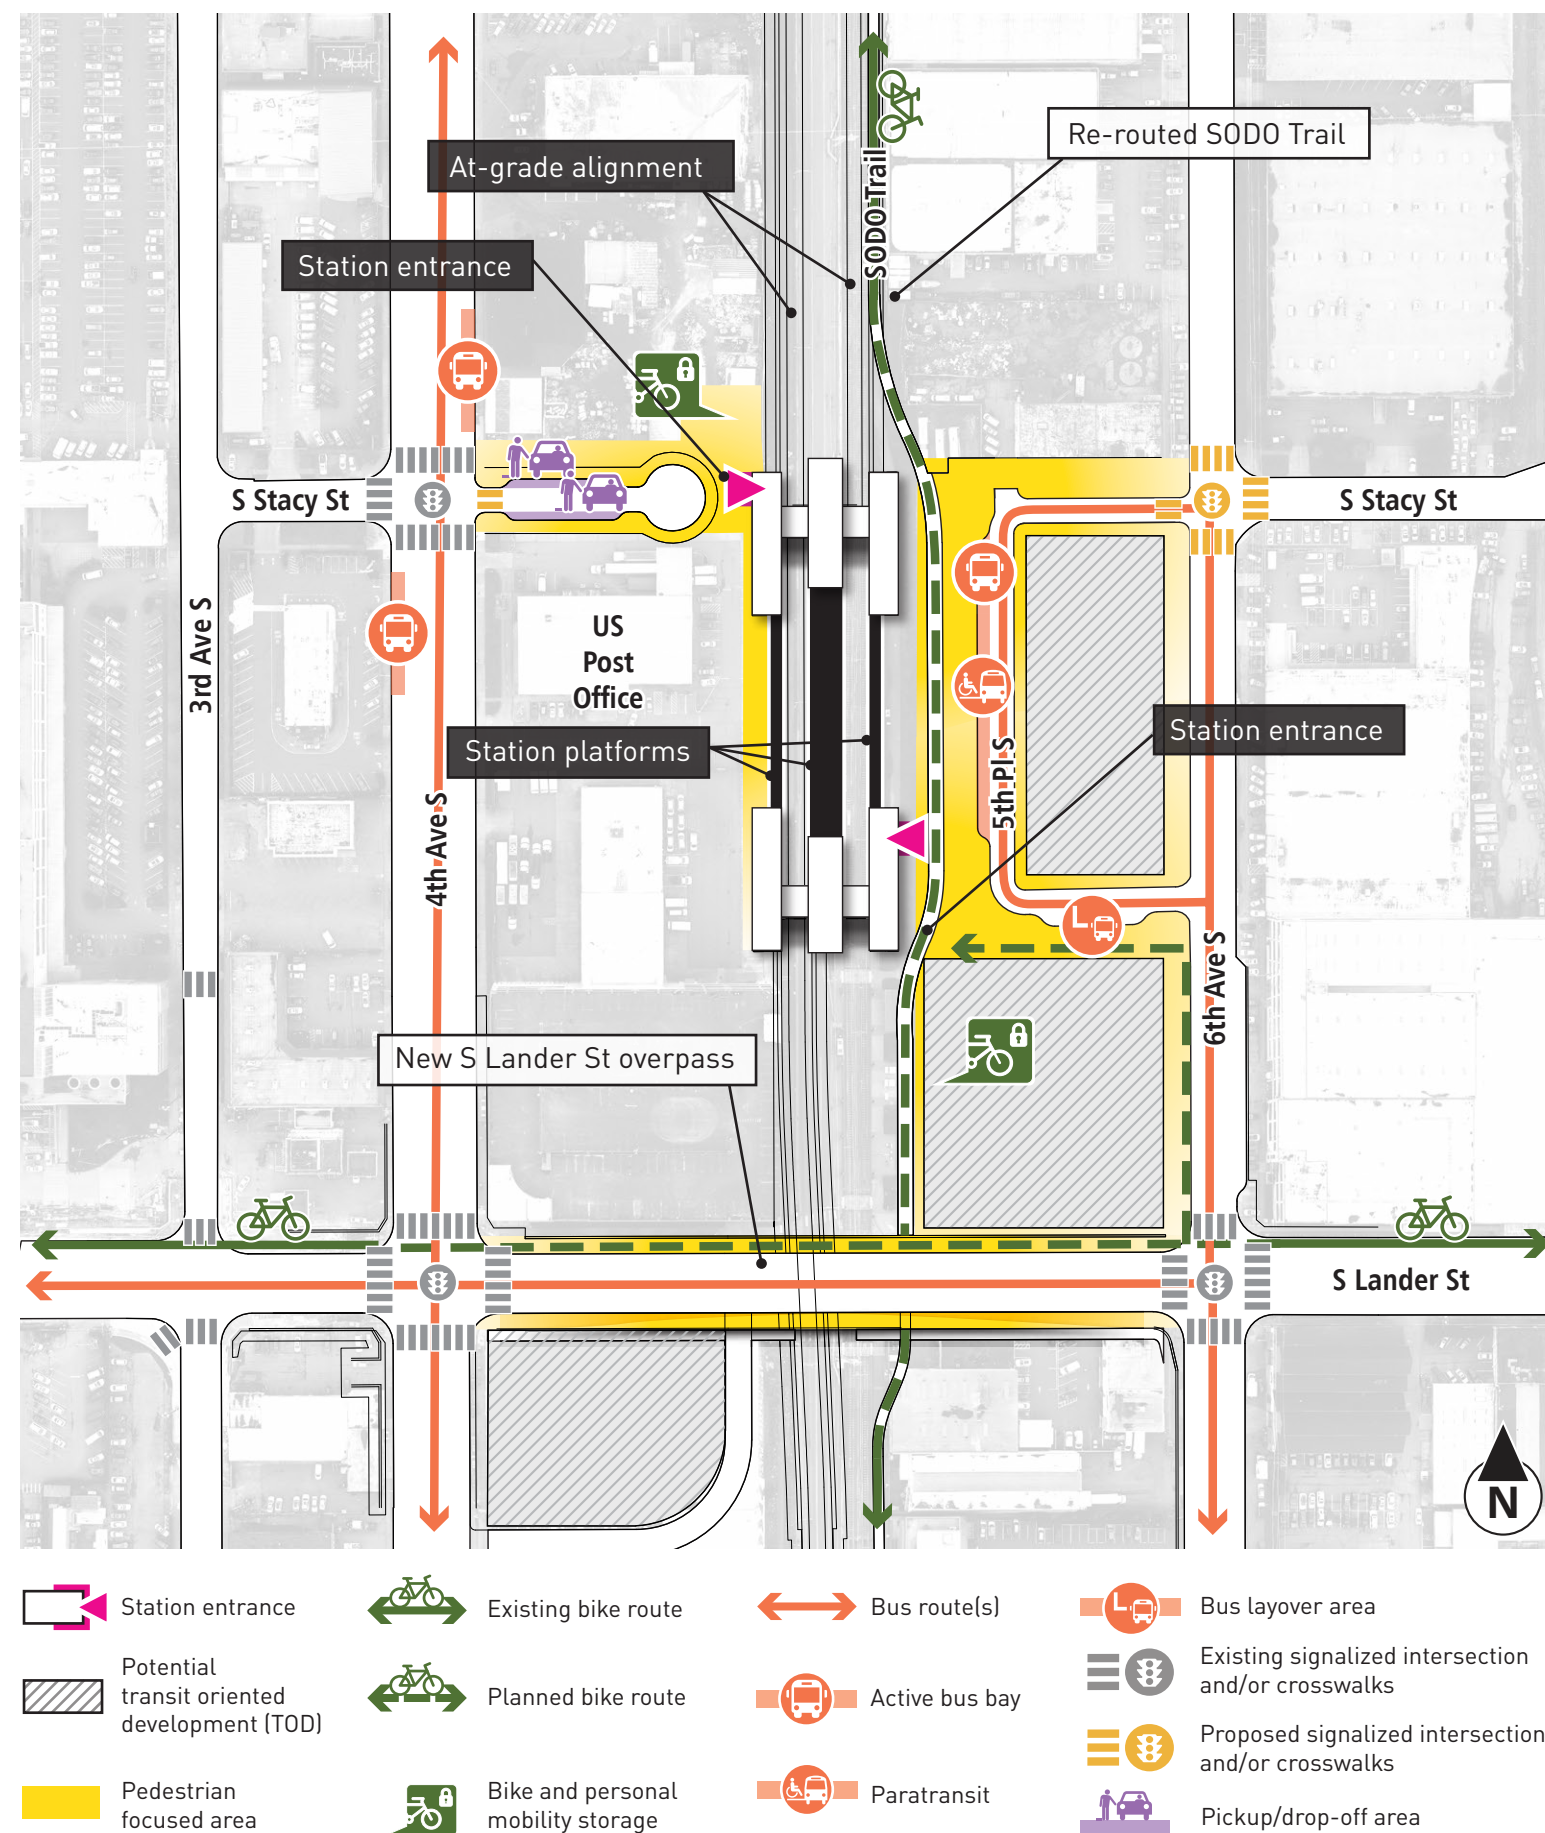 At-grade alignment
Re-routed SODO Trail
SODO Trail
Station entrance
S Stacy St
S Stacy St
3rd Ave S
US
Post
Office
Station platforms
Station entrance
5th Pl S
4th Ave S
6th Ave S
L
New S Lander St overpass
S Lander St
N
Station entrance
Existing bike route
Bus route(s)
L
Bus layover area
Potential
transit oriented
development (TOD)
Planned bike route
Active bus bay
Existing signalized intersection
and/or crosswalks
Proposed signalized intersection
and/or crosswalks
Pedestrian
focused area
Bike and personal
mobility storage
Paratransit
Pickup/drop-off area